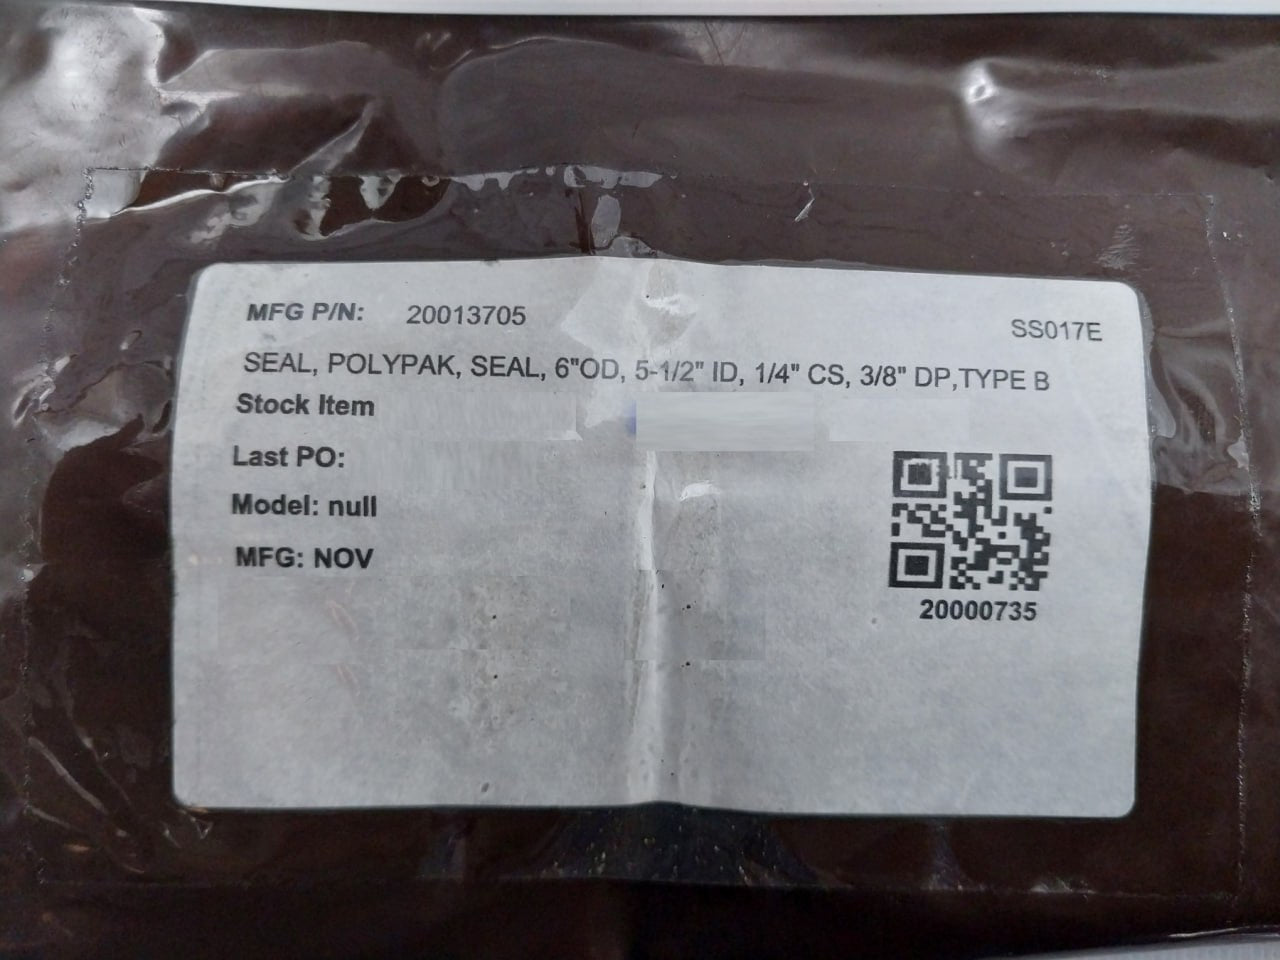 MFG P/N: 20013705 SS017E
SEAL, POLYPAK, SEAL, 6"OD, 5-1/2" ID, 1/4" CS, 3/8" DP,TYPE B
Stock Item
Last PO:
Model: null
MFG: NOV
20000735